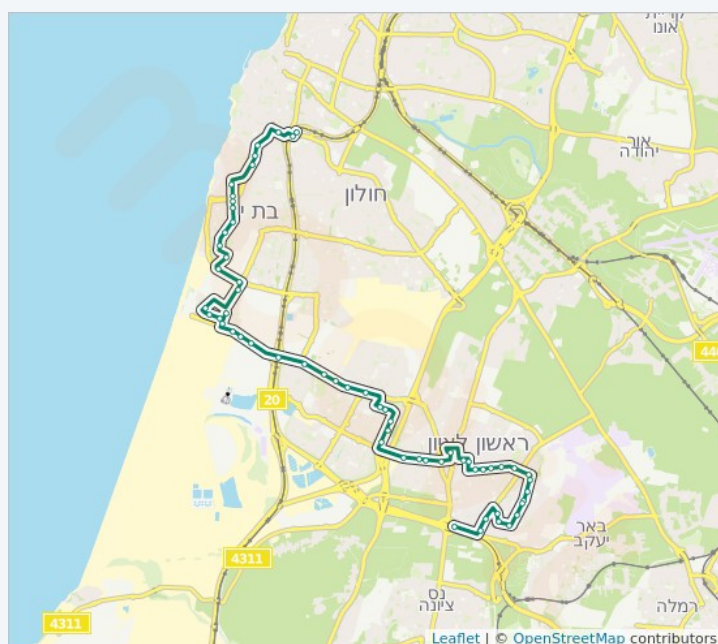 קריית
אונו
אור
יהודה
חולון
בת י
446
20
ראשון לציון
באר
יעקב
4311
נס
ציונה
רמלה
4311
Leaflet | © OpenStreetMap contributors